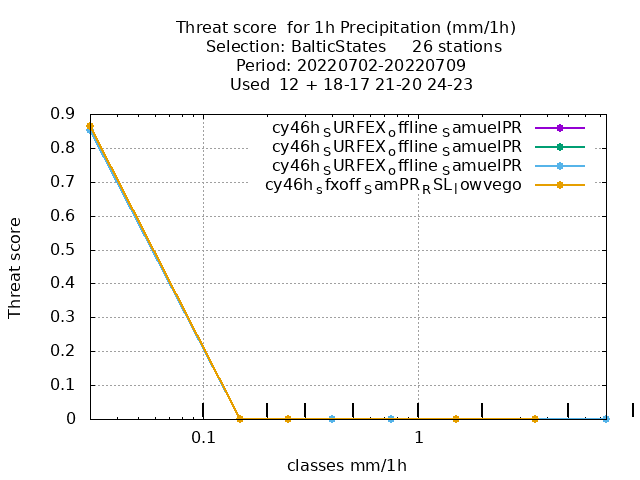 Threat score  for 1h Precipitation (mm/1h)
Selection: BalticStates     26 stations
Period: 20220702-20220709
Used  12 + 18-17 21-20 24-23
cy46h_SURFEX_offline_SamuelPR
cy46h_SURFEX_offline_SamuelPR
cy46h_SURFEX_offline_SamuelPR
cy46h_sfxoff_SamPR_RSL_lowvego
Threat score
0.9
0.8
0.7
0.6
0.5
0.4
0.3
0.2
0.1
0
0.1 1
classes mm/1h